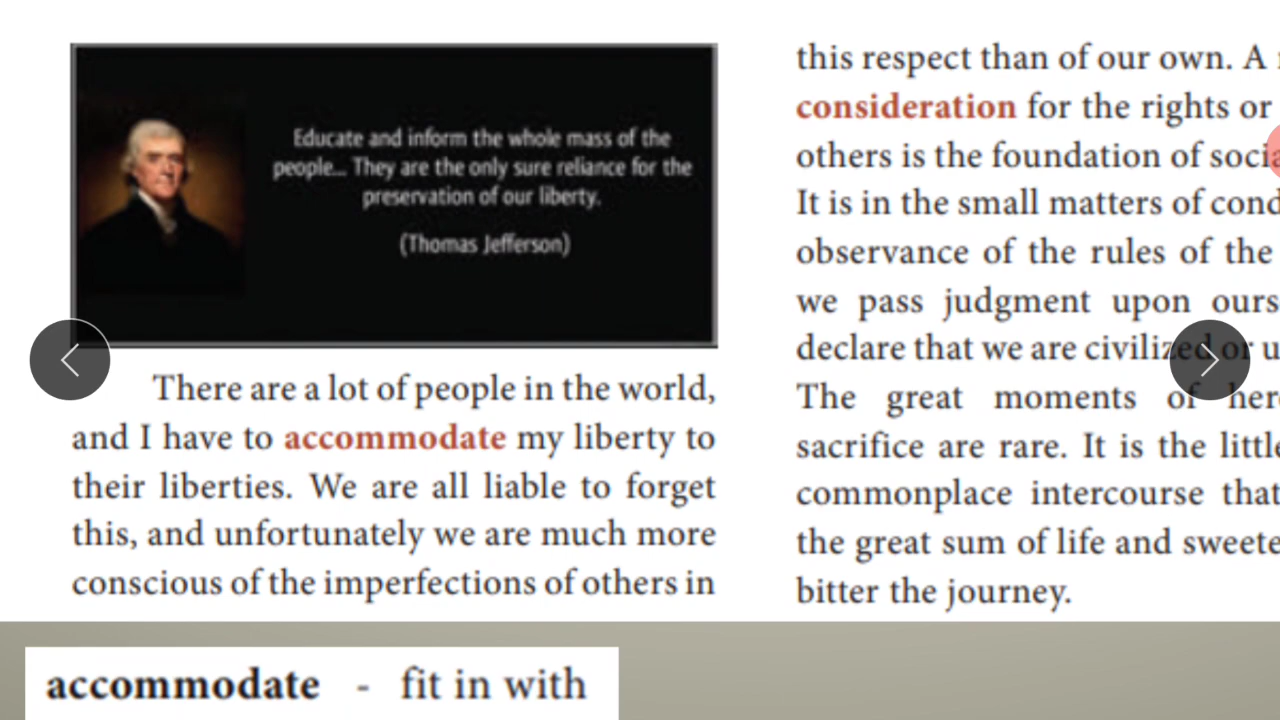 Educate and inform the whole mass of the
people... They are the only sure reliance for the
preservation of our liberty.
(Thomas Jefferson)
There are a lot of people in the world,
and I have to accommodate my liberty to
their liberties. We are all liable to forget
this, and unfortunately we are much more
conscious of the imperfections of others in
this respect than of our own. A
consideration for the rights or
others is the foundation of
It is in the small matters of
observance of the rules of the
we pass judgment upon
declare that we are civilized or
The great moments of
sacrifice are rare. It is the
commonplace intercourse that
the great sum of life and
bitter the journey.
accommodate - fit in with